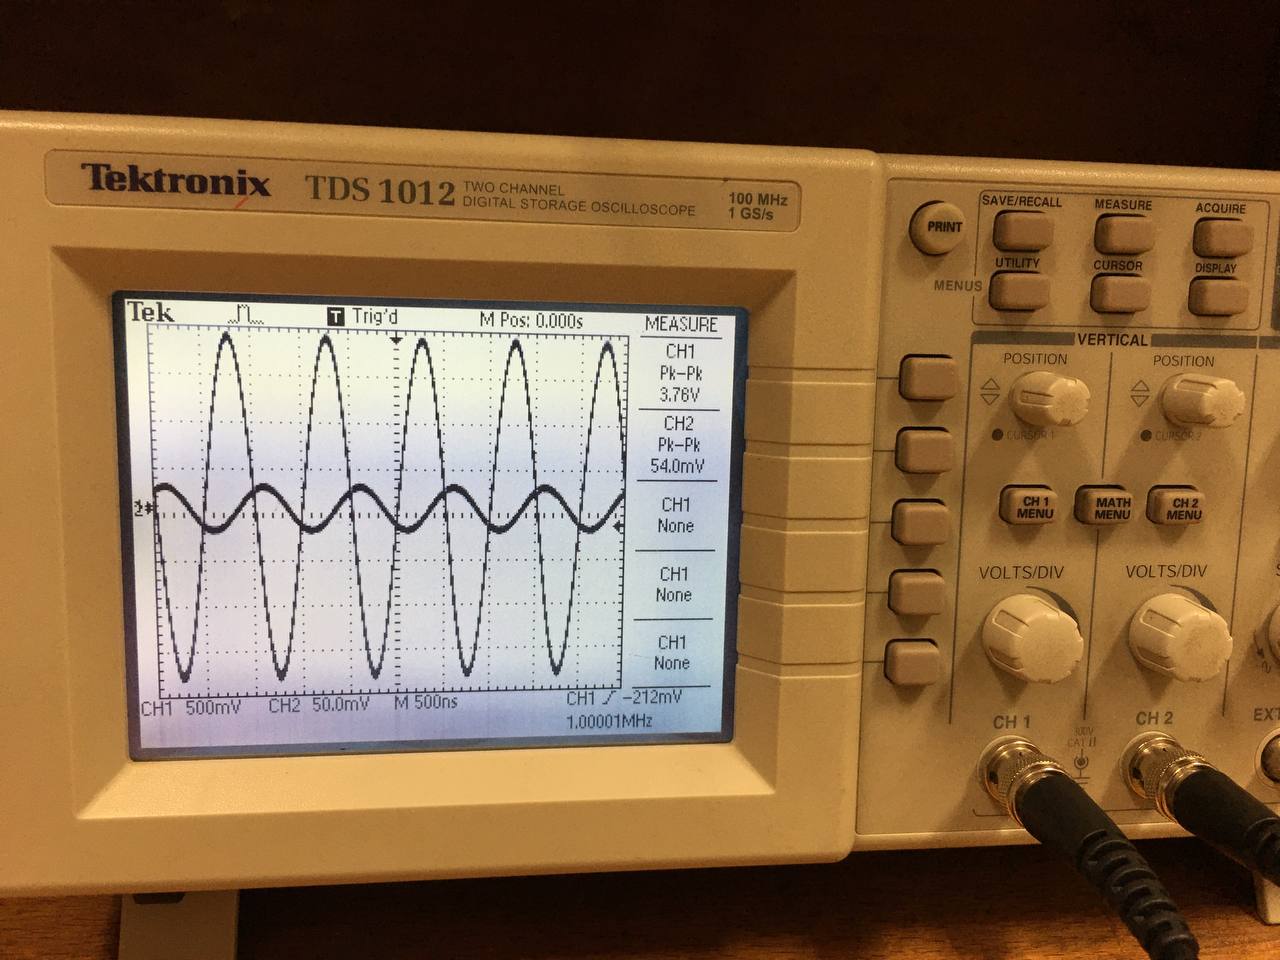 Tektronix TDS 1012 TWO CHANNEL
DIGITAL STORAGE OSCILLOSCOPE
100 MHz
1 GS/s
Tek
T Trig'd
M Pos: 0.000s
MEASURE
CH1
Pk-Pk
3.76V
CH2
Pk-Pk
54.0mV
CH1
None
CH1
None
CH1
None
2
CH1 500mV CH2 50.0mV M 500ns CH1 -212mV
1.00001MHz
PRINT
SAVE/RECALL MEASURE ACQUIRE
UTILITY CURSOR DISPLAY
MENUS
VERTICAL
POSITION POSITION
CURSOR 1 CURSOR 2
CH 1
MENU
MATH
MENU
CH 2
MENU
VOLTS/DIV VOLTS/DIV
CH 1 CH 2
300V
CAT II
EXT